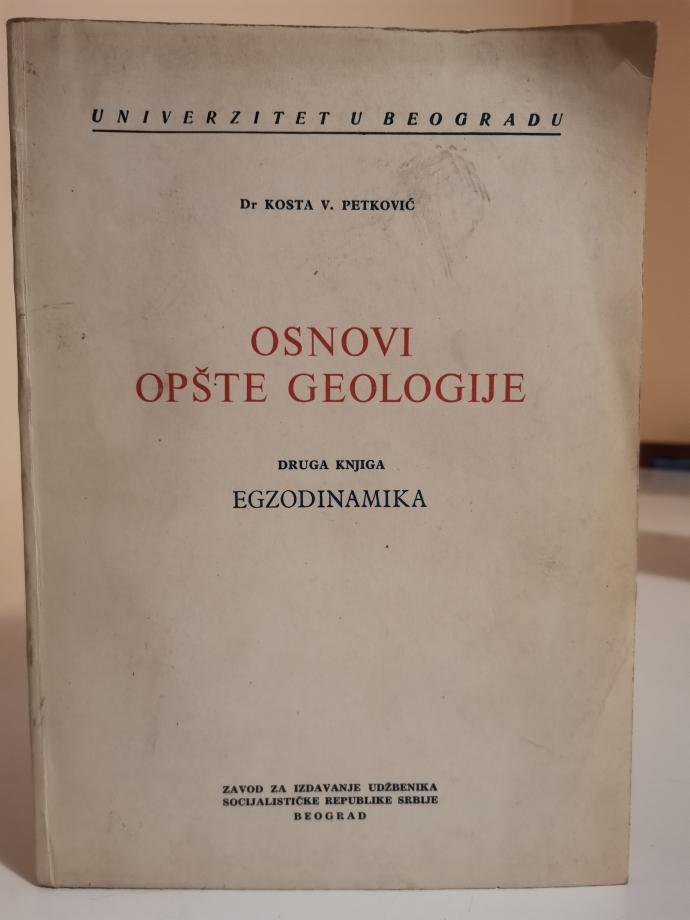 UNIVERZITET U BEOGRADU
Dr KOSTA V. PETKOVIĆ
OSNOVI
OPŠTE GEOLOGIJE
DRUGA KNJIGA
EGZODINAMIKA
ZAVOD ZA IZDAVANJE UDŽBENIKA
SOCIJALISTIČKE REPUBLIKE SRBIJE
BEOGRAD